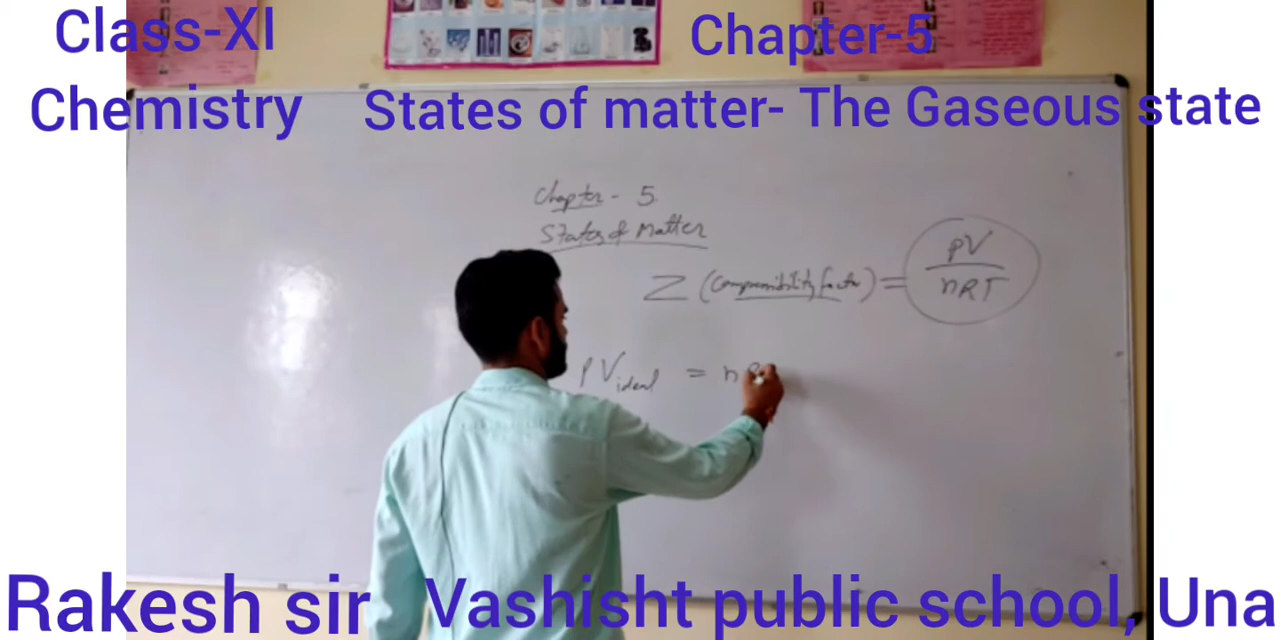 Class-XI
Chapter-5
Chemistry
States of matter- The Gaseous state
Chapter - 5.
States of Matter
Z (Compressibility factor) = PV / nRT
PV ideal = nR
Rakesh sir
Vashisht public school, Una